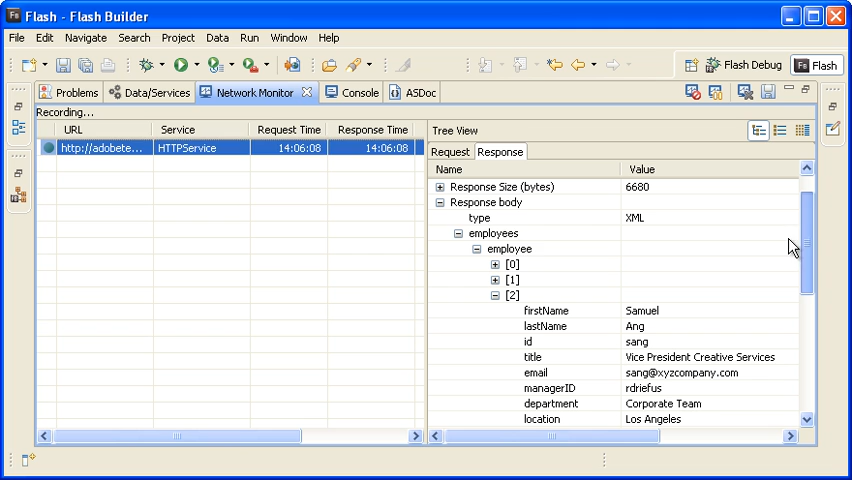 Fb Flash - Flash Builder
File Edit Navigate Search Project Data Run Window Help
Flash Debug Fb Flash
Problems Data/Services Network Monitor Console ASDoc
Recording...
URL Service Request Time Response Time
http://adobete... HTTPService 14:06:08 14:06:08
Tree View
Request Response
Name Value
Response Size (bytes) 6680
Response body
type XML
employees
employee
[0]
[1]
[2]
firstName Samuel
lastName Ang
id sang
title Vice President Creative Services
email sang@xyzcompany.com
managerID rdriefus
department Corporate Team
location Los Angeles